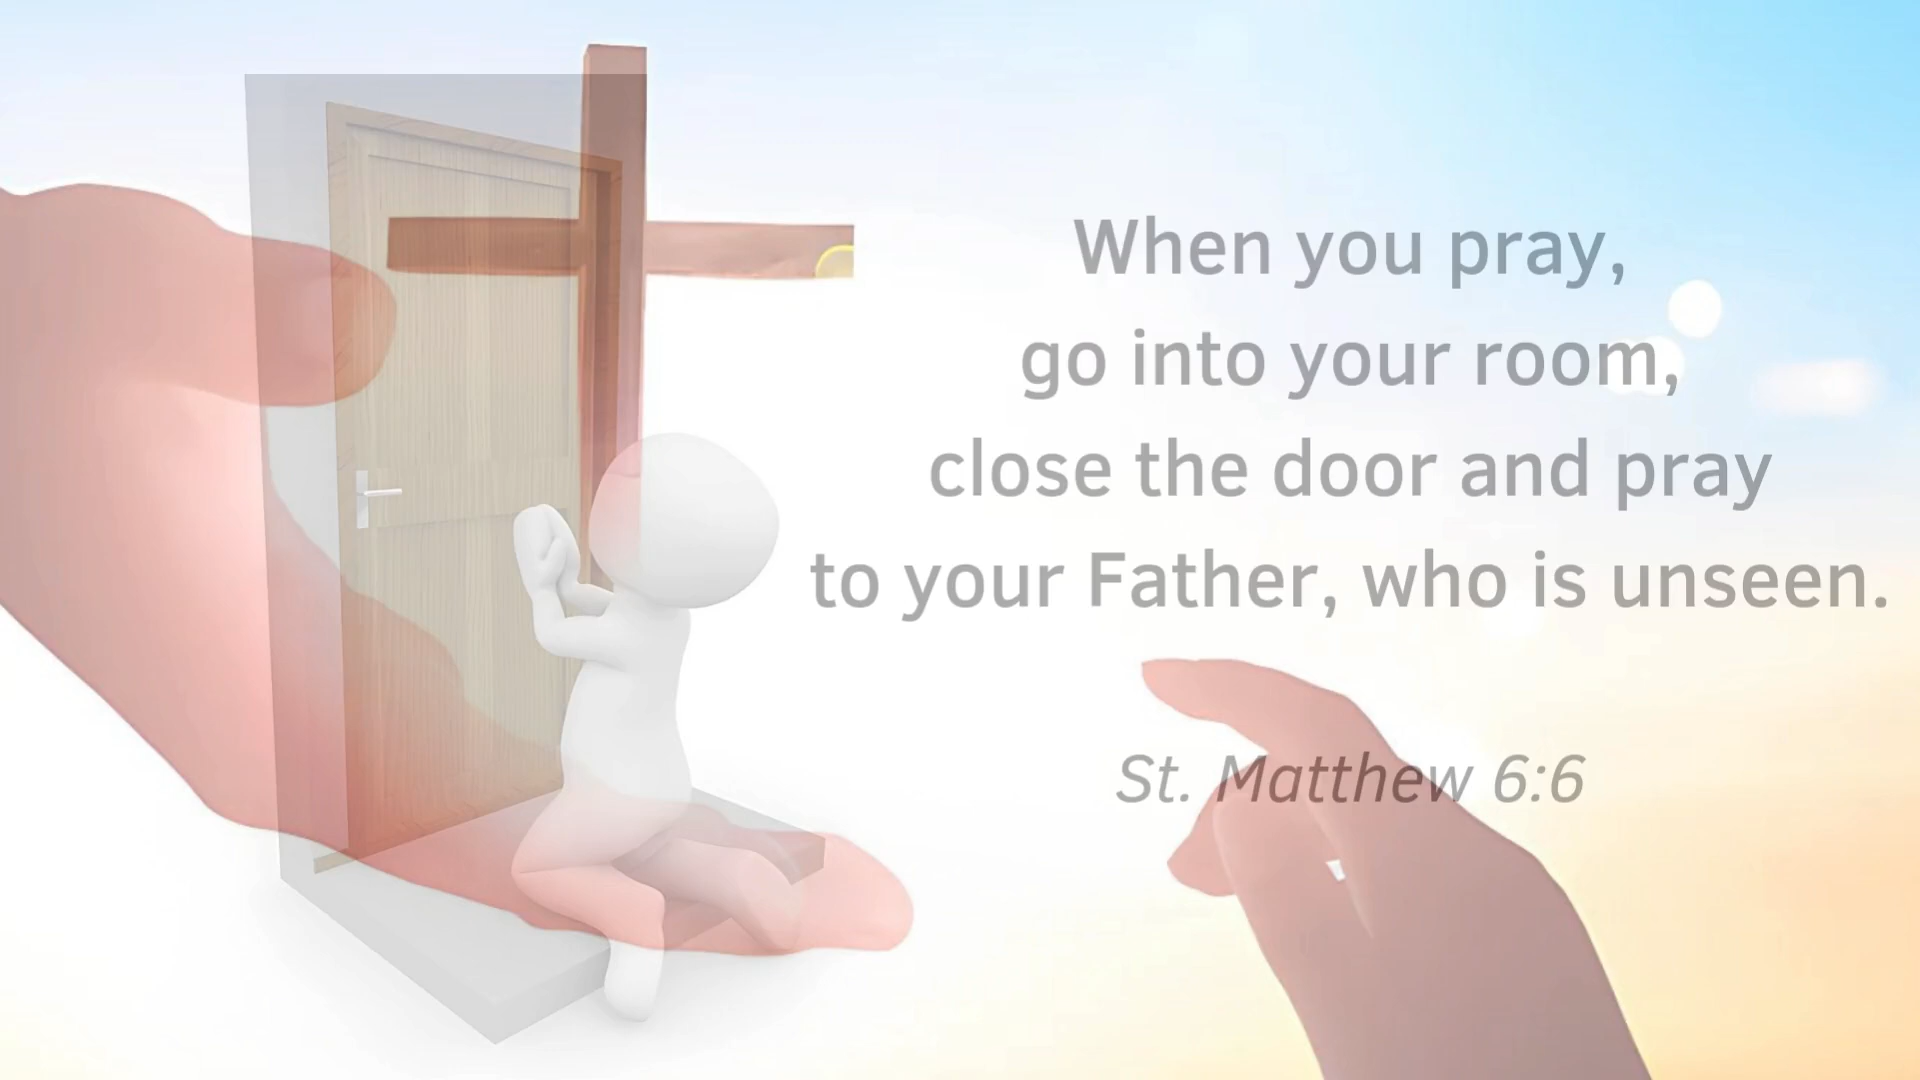 When you pray,
go into your room,
close the door and pray
to your Father, who is unseen.
St. Matthew 6:6